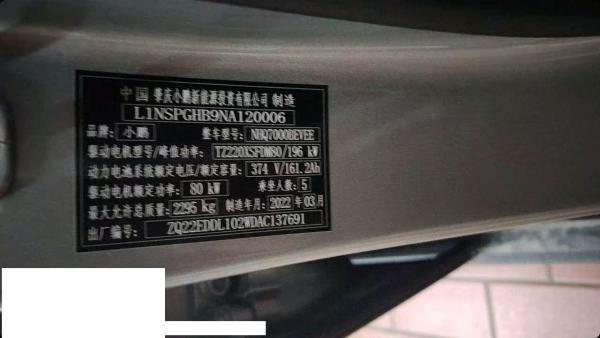 中国 肇庆小鹏新能源投资有限公司 制造
L1NSPGHB9NA120006
品牌: 小鹏 整车型号: NHQ7000BEVEE
驱动电机型号/峰值功率: TZ220XSFDM80/196 kW
动力电池系统额定电压/额定容量: 374 V/161.2Ah
驱动电机额定功率: 80 kW 乘坐人数: 5
最大允许总质量: 2295 kg 制造年月: 2022 年03月
出厂编号: ZQ22EDDL102WDAC137691